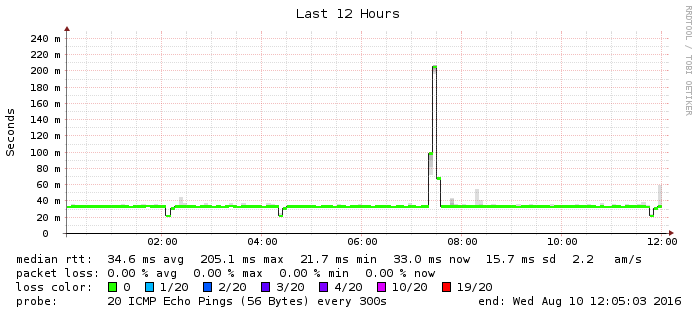 Last 12 Hours
RRDTOOL / TOBI OETIKER
Seconds
240 m
220 m
200 m
180 m
160 m
140 m
120 m
100 m
80 m
60 m
40 m
20 m
0
02:00 04:00 06:00 08:00 10:00 12:00
median rtt: 34.6 ms avg 205.1 ms max 21.7 ms min 33.0 ms now 15.7 ms sd 2.2 am/s
packet loss: 0.00 % avg 0.00 % max 0.00 % min 0.00 % now
loss color: 0 1/20 2/20 3/20 4/20 10/20 19/20
probe: 20 ICMP Echo Pings (56 Bytes) every 300s end: Wed Aug 10 12:05:03 2016